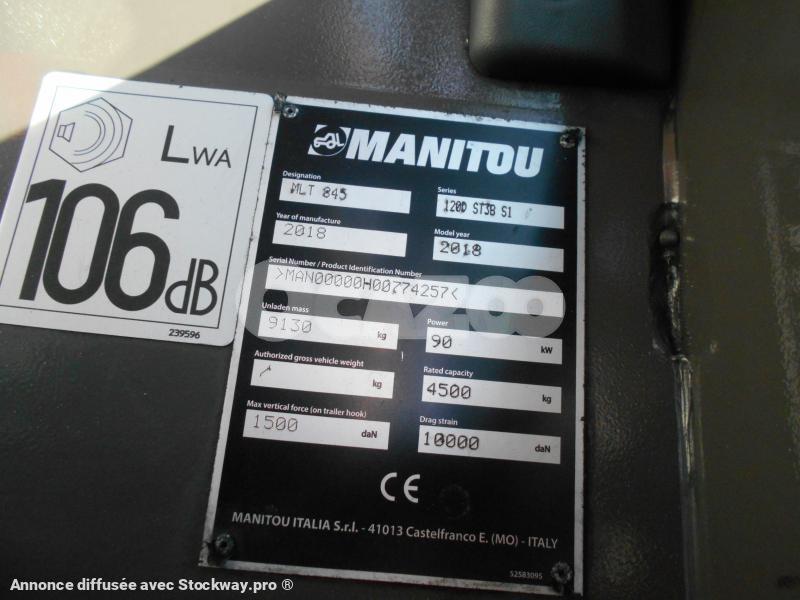 LWA
106 dB
239596
MANITOU
Designation
MLT 845
Series
120D ST3B S1
Year of manufacture
2018
Model year
2018
Serial Number / Product Identification Number
>MAN00000H00774257<
Unladen mass
9130 kg
Power
90 kW
Authorized gross vehicle weight
kg
Rated capacity
4500 kg
Max vertical force (on trailer hook)
1500 daN
Drag strain
10000 daN
CE
MANITOU ITALIA S.r.l. - 41013 Castelfranco E. (MO) - ITALY
52583095
OCAZOO
Annonce diffusée avec Stockway.pro ®